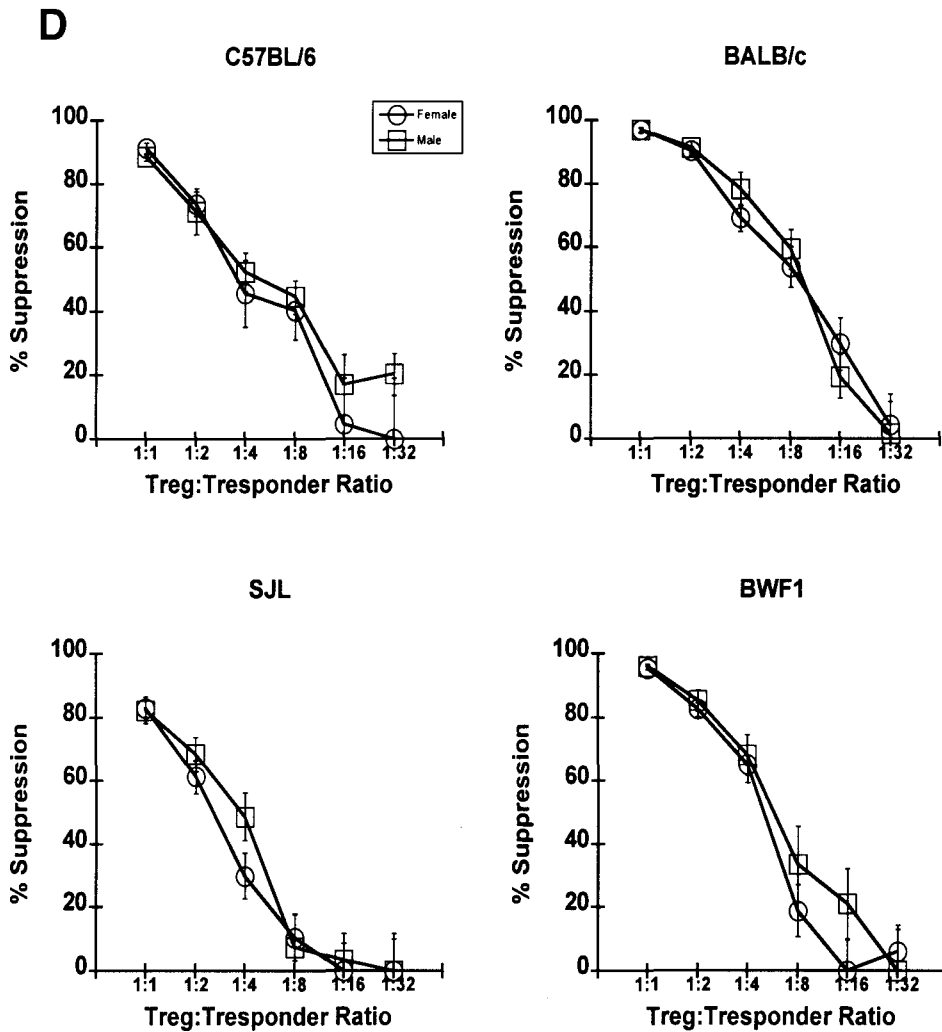 D
C57BL/6
100
80
60
40
20
0
% Suppression
Female
Male
1:1 1:2 1:4 1:8 1:16 1:32
Treg:Tresponder Ratio
BALB/c
100
80
60
40
20
0
% Suppression
1:1 1:2 1:4 1:8 1:16 1:32
Treg:Tresponder Ratio
SJL
100
80
60
40
20
0
% Suppression
1:1 1:2 1:4 1:8 1:16 1:32
Treg:Tresponder Ratio
BWF1
100
80
60
40
20
0
% Suppression
1:1 1:2 1:4 1:8 1:16 1:32
Treg:Tresponder Ratio